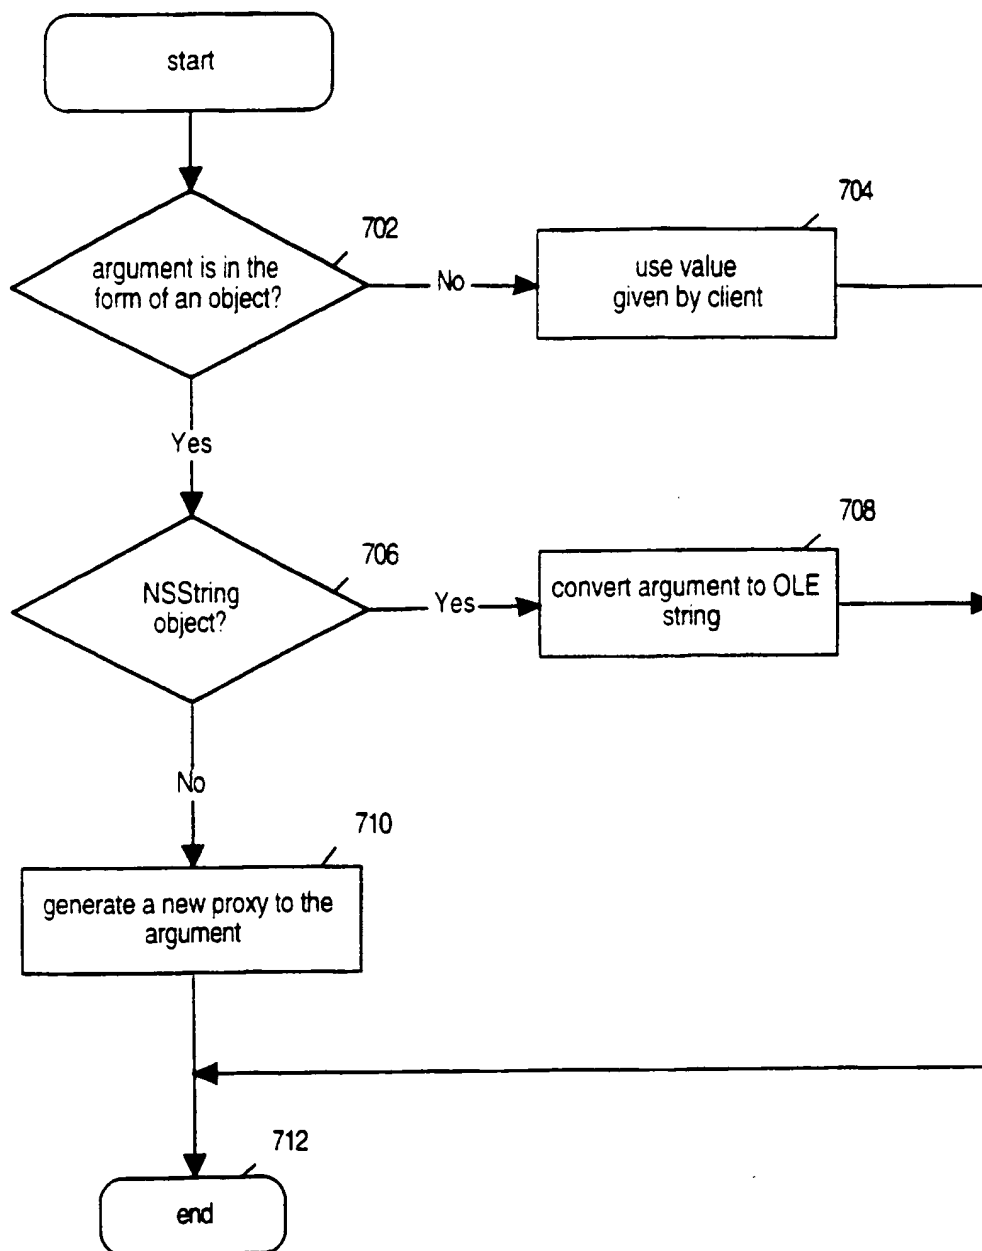 start
702
argument is in the
form of an object?
No
704
use value
given by client
Yes
706
NSString
object?
Yes
708
convert argument to OLE
string
No
710
generate a new proxy to the
argument
712
end